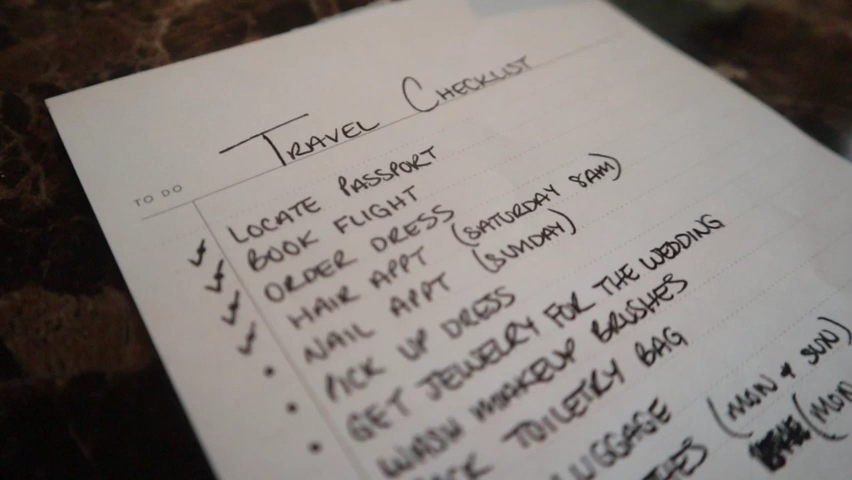 Travel Checklist
TO DO
LOCATE PASSPORT
BOOK FLIGHT
ORDER DRESS
HAIR APPT (SATURDAY 8AM)
NAIL APPT (SUNDAY)
PICK UP DRESS
GET JEWELRY FOR THE WEDDING
WASH MAKEUP BRUSHES
TOILETRY BAG
LUGGAGE
(MON & SUN)
(MON